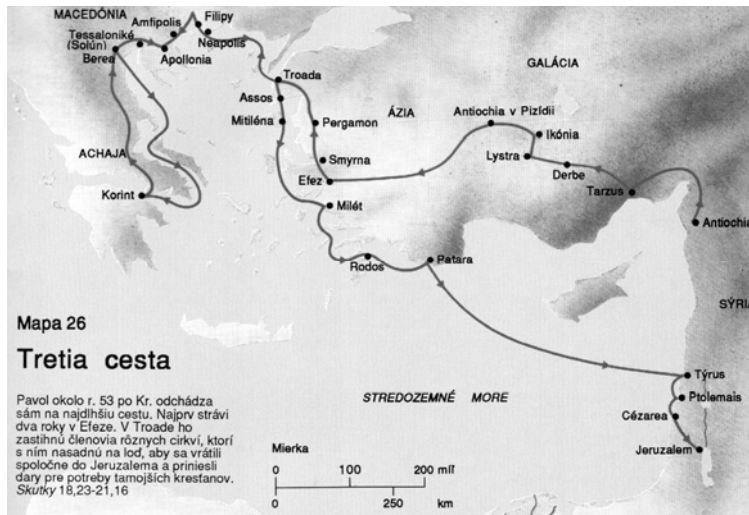 MACEDÓNIA
Filipy
Amfipolis
Neapolis
Tessaloniké
(Solún)
Berea
Apollonia
Troada
GALÁCIA
Assos
ÁZIA
Mitiléna
Pergamon
Antiochia v Pizídii
Ikónia
ACHAJA
Smyrna
Lystra
Derbe
Efez
Tarzus
Korint
Milét
Antiochia
Rodos
Patara
SÝRIA
Mapa 26
Tretia cesta
Týrus
Pavol okolo r. 53 po Kr. odchádza
sám na najdlhšiu cestu. Najprv strávi
dva roky v Efeze. V Troade ho
zastihnú členovia rôznych cirkví, ktorí
s ním nasadnú na loď, aby sa vrátili
spoločne do Jeruzalema a priniesli
dary pre potreby tamojších kresťanov.
Skutky 18,23-21,16
STREDOZEMNÉ MORE
Ptolemais
Cézarea
Jeruzalem
Mierka
0 100 200 míľ
0 250
km